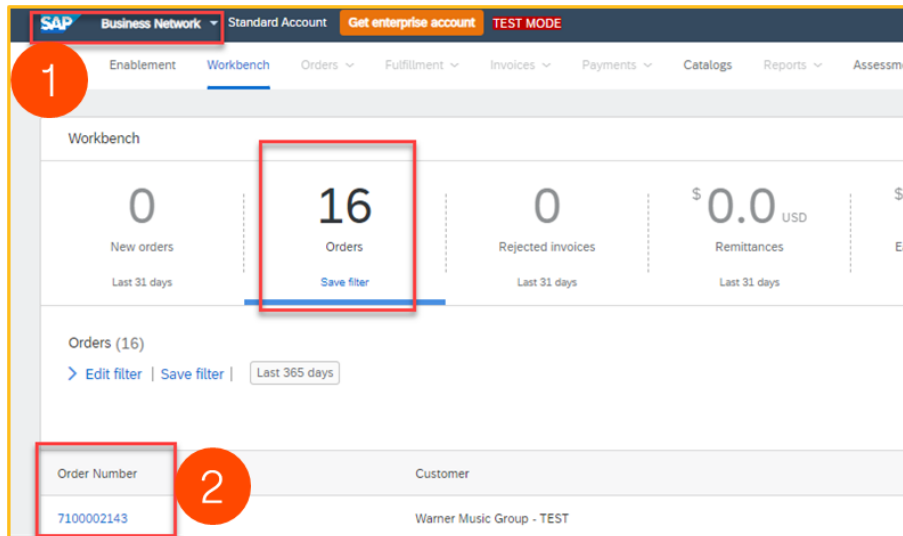 SAP Business Network Standard Account Get enterprise account TEST MODE
1
Enablement Workbench Orders Fulfillment Invoices Payments Catalogs Reports
Workbench
0 16 0 $ 0.0 USD $
New orders Orders Rejected invoices Remittances
Last 31 days Save filter Last 31 days Last 31 days
Orders (16)
> Edit filter | Save filter | Last 365 days
Order Number Customer
2
7100002143 Warner Music Group - TEST